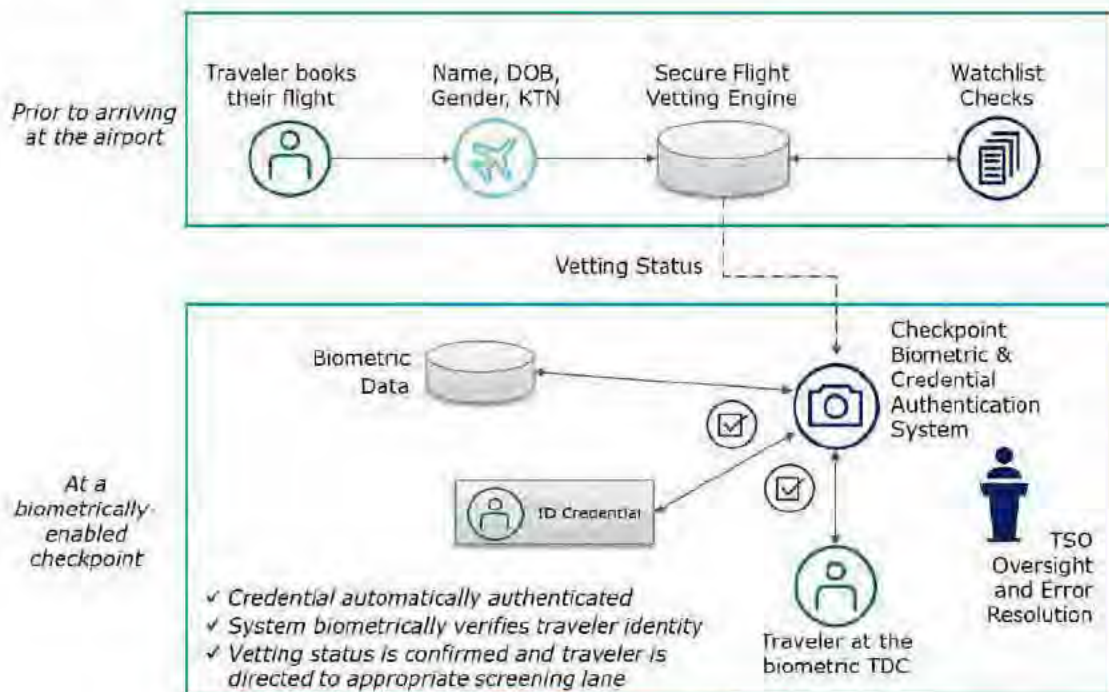 Prior to arriving
at the airport
Traveler books
their flight
Name, DOB,
Gender, KTN
Secure Flight
Vetting Engine
Watchlist
Checks
Vetting Status
At a
biometrically-
enabled
checkpoint
Biometric
Data
Checkpoint
Biometric &
Credential
Authentication
System
ID Credential
TSO
Oversight
and Error
Resolution
Traveler at the
biometric TDC
✓ Credential automatically authenticated
✓ System biometrically verifies traveler identity
✓ Vetting status is confirmed and traveler is
directed to appropriate screening lane